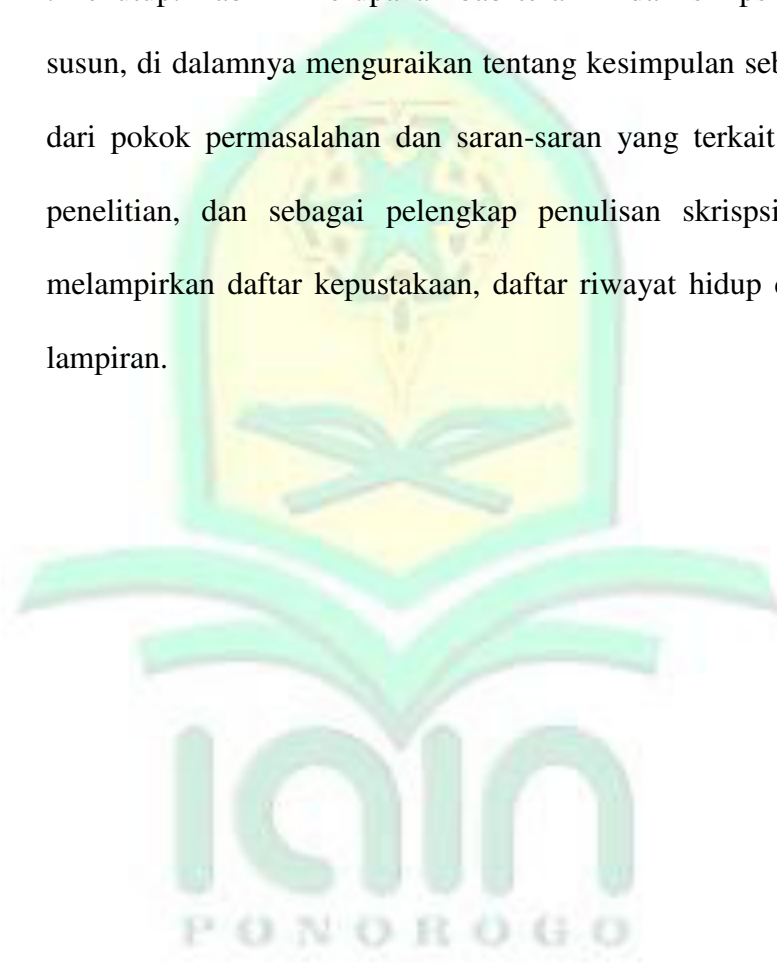 susun, di dalamnya menguraikan tentang kesimpulan
dari pokok permasalahan dan saran-saran yang terkait
penelitian, dan sebagai pelengkap penulisan skrispsi
melampirkan daftar kepustakaan, daftar riwayat hidup
lampiran.
iain
PONOROGO